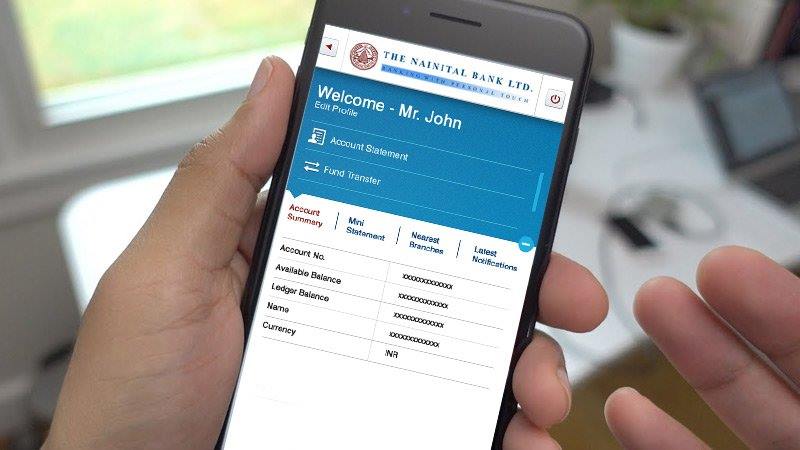 THE NAINITAL BANK LTD.
BANKING WITH PERSONAL TOUCH
Welcome - Mr. John
Edit Profile
Account Statement
Fund Transfer
Account
Summary
Mini
Statement
Nearest
Branches
Latest
Notifications
Account No. xxxxxxxxxxxxx
Available Balance xxxxxxxxxxxxx
Ledger Balance xxxxxxxxxxxxx
Name xxxxxxxxxxxxx
Currency INR